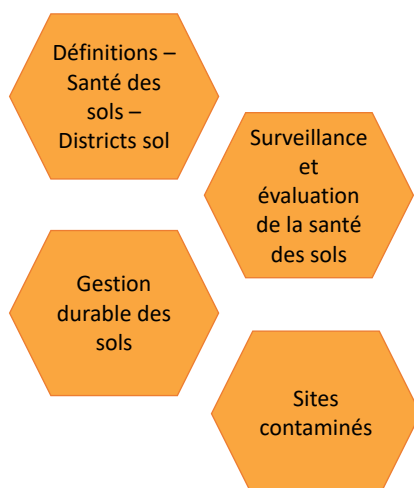 Définitions –
Santé des
sols –
Districts sol
Surveillance
et
évaluation
de la santé
des sols
Gestion
durable des
sols
Sites
contaminés